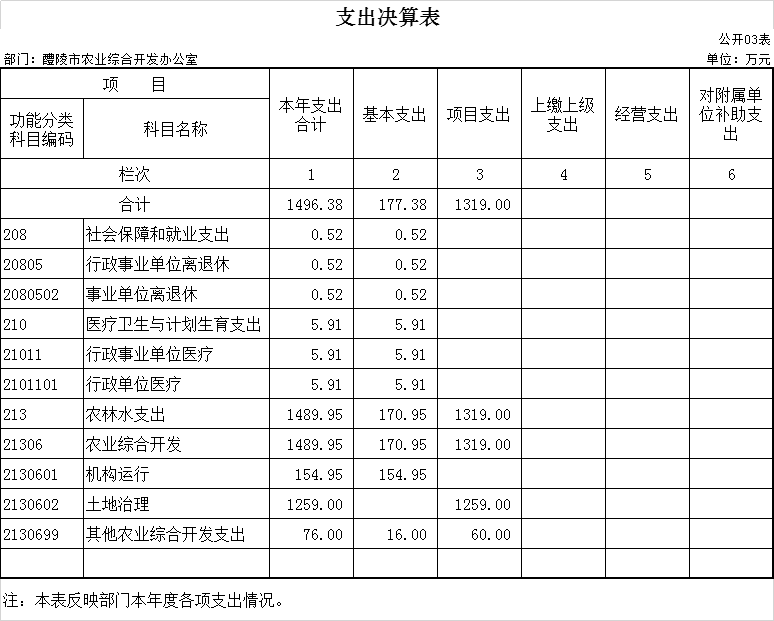 支出决算表
公开03表
部门：醴陵市农业综合开发办公室 单位：万元
项 目 本年支出合计 基本支出 项目支出 上缴上级支出 经营支出 对附属单位补助支出
功能分类科目编码 科目名称
栏次 1 2 3 4 5 6
合计 1496.38 177.38 1319.00
208 社会保障和就业支出 0.52 0.52
20805 行政事业单位离退休 0.52 0.52
2080502 事业单位离退休 0.52 0.52
210 医疗卫生与计划生育支出 5.91 5.91
21011 行政事业单位医疗 5.91 5.91
2101101 行政单位医疗 5.91 5.91
213 农林水支出 1489.95 170.95 1319.00
21306 农业综合开发 1489.95 170.95 1319.00
2130601 机构运行 154.95 154.95
2130602 土地治理 1259.00 1259.00
2130699 其他农业综合开发支出 76.00 16.00 60.00
注：本表反映部门本年度各项支出情况。